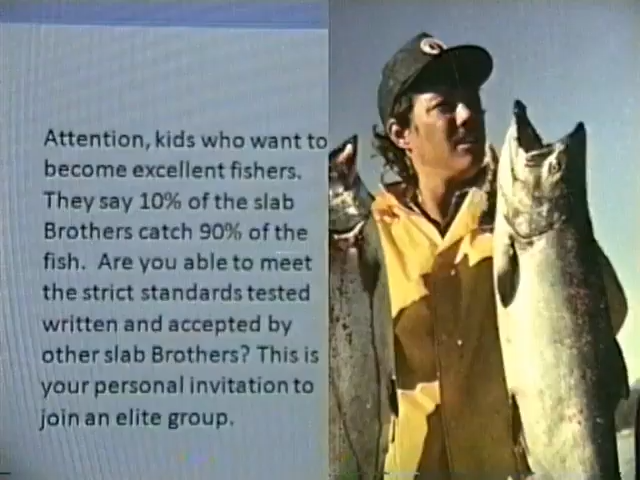 Attention, kids who want to
become excellent fishers.
They say 10% of the slab
Brothers catch 90% of the
fish. Are you able to meet
the strict standards tested
written and accepted by
other slab Brothers? This is
your personal invitation to
join an elite group.